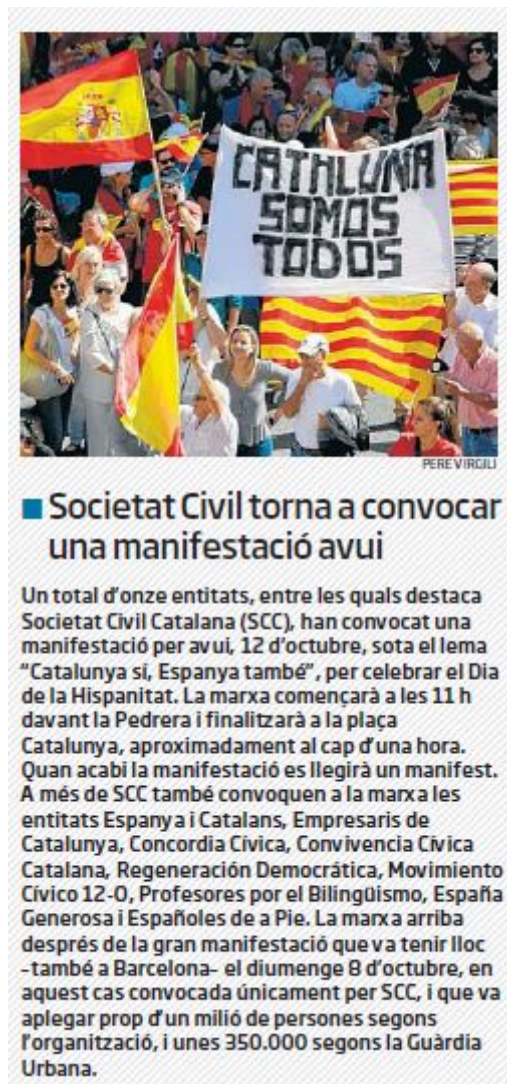 CATALUNA
SOMOS
TODOS
PERE VIRGILI
Societat Civil torna a convocar
una manifestació avui
Un total d'onze entitats, entre les quals destaca
Societat Civil Catalana (SCC), han convocat una
manifestació per avui, 12 d'octubre, sota el lema
“Catalunya sí, Espanya també”, per celebrar el Dia
de la Hispanitat. La marxa començarà a les 11 h
davant la Pedrera i finalitzarà a la plaça
Catalunya, aproximadament al cap d'una hora.
Quan acabi la manifestació es llegirà un manifest.
A més de SCC també convoquen a la marxa les
entitats Espanya i Catalans, Empresaris de
Catalunya, Concordia Cívica, Convivencia Cívica
Catalana, Regeneración Democrática, Movimiento
Cívico 12-O, Profesores por el Bilingüismo, España
Generosa i Españoles de a Pie. La marxa arriba
després de la gran manifestació que va tenir lloc
-també a Barcelona- el diumenge 8 d'octubre, en
aquest cas convocada únicament per SCC, i que va
aplegar prop d'un milió de persones segons
l'organització, i unes 350.000 segons la Guàrdia
Urbana.